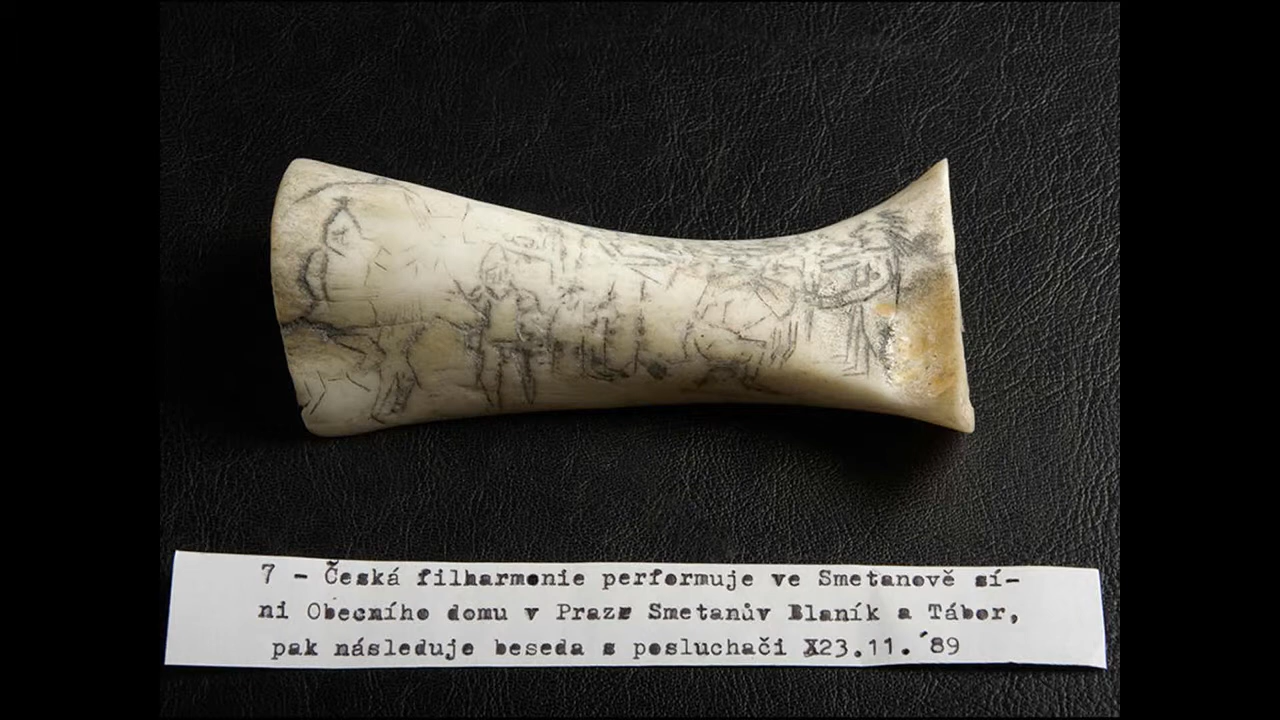 7 - Česká filharmonie performuje ve Smetanově sí-
ni Obecního domu v Praze Smetanův Blaník a Tábor,
pak následuje beseda s posluchači X23.11.´89